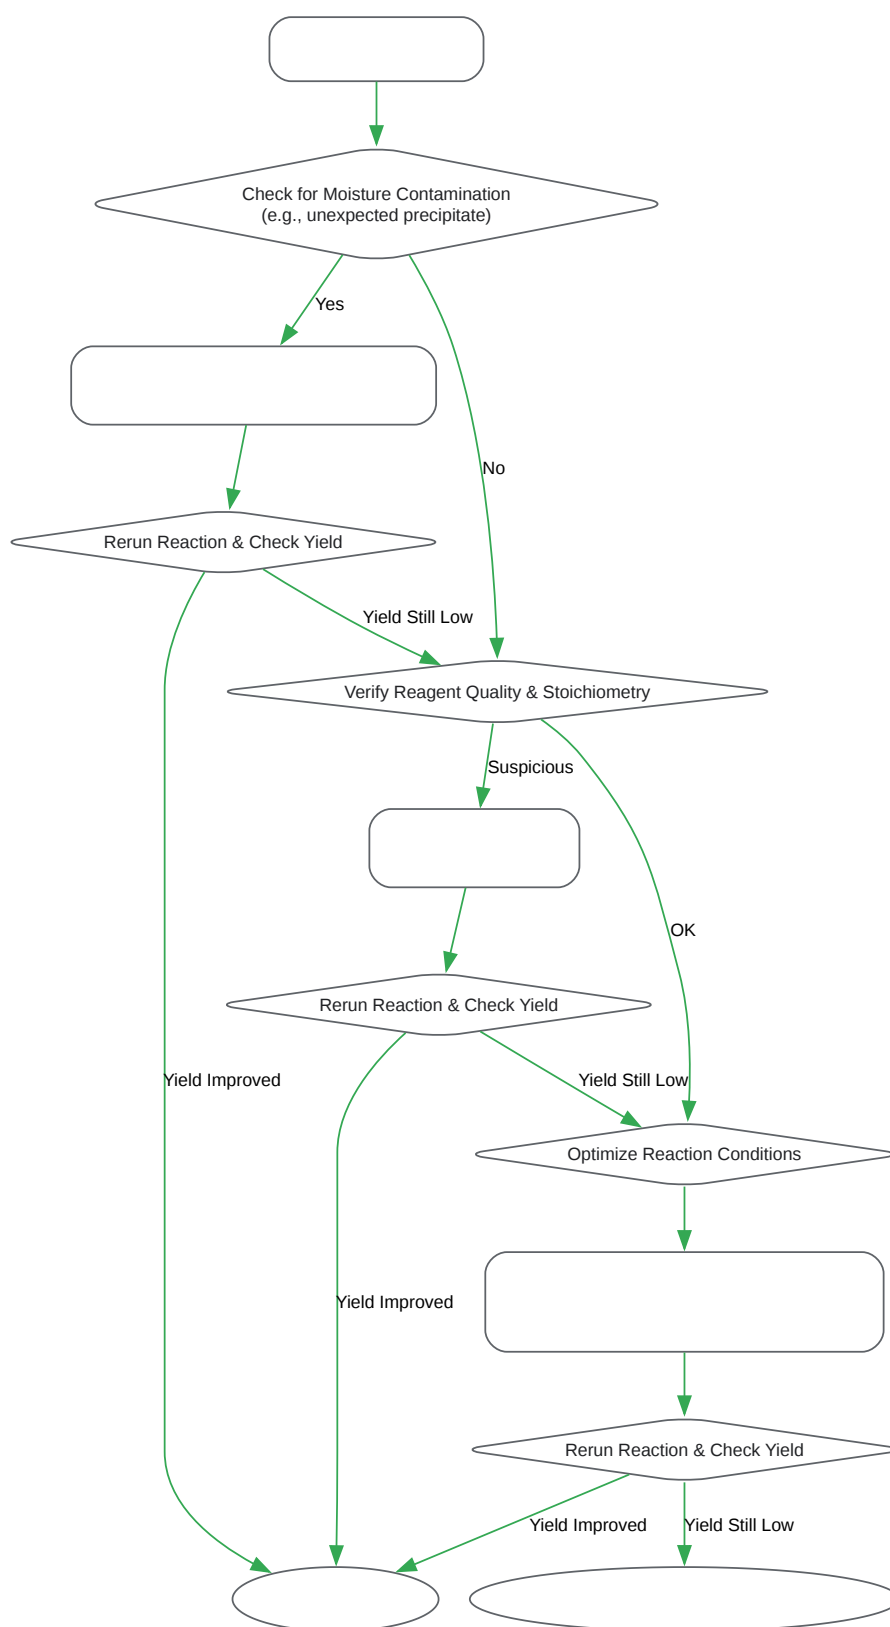 Check for Moisture Contamination
(e.g., unexpected precipitate)
Yes
No
Rerun Reaction & Check Yield
Yield Still Low
Verify Reagent Quality & Stoichiometry
Suspicious
OK
Rerun Reaction & Check Yield
Yield Improved
Yield Still Low
Optimize Reaction Conditions
Yield Improved
Rerun Reaction & Check Yield
Yield Improved
Yield Still Low